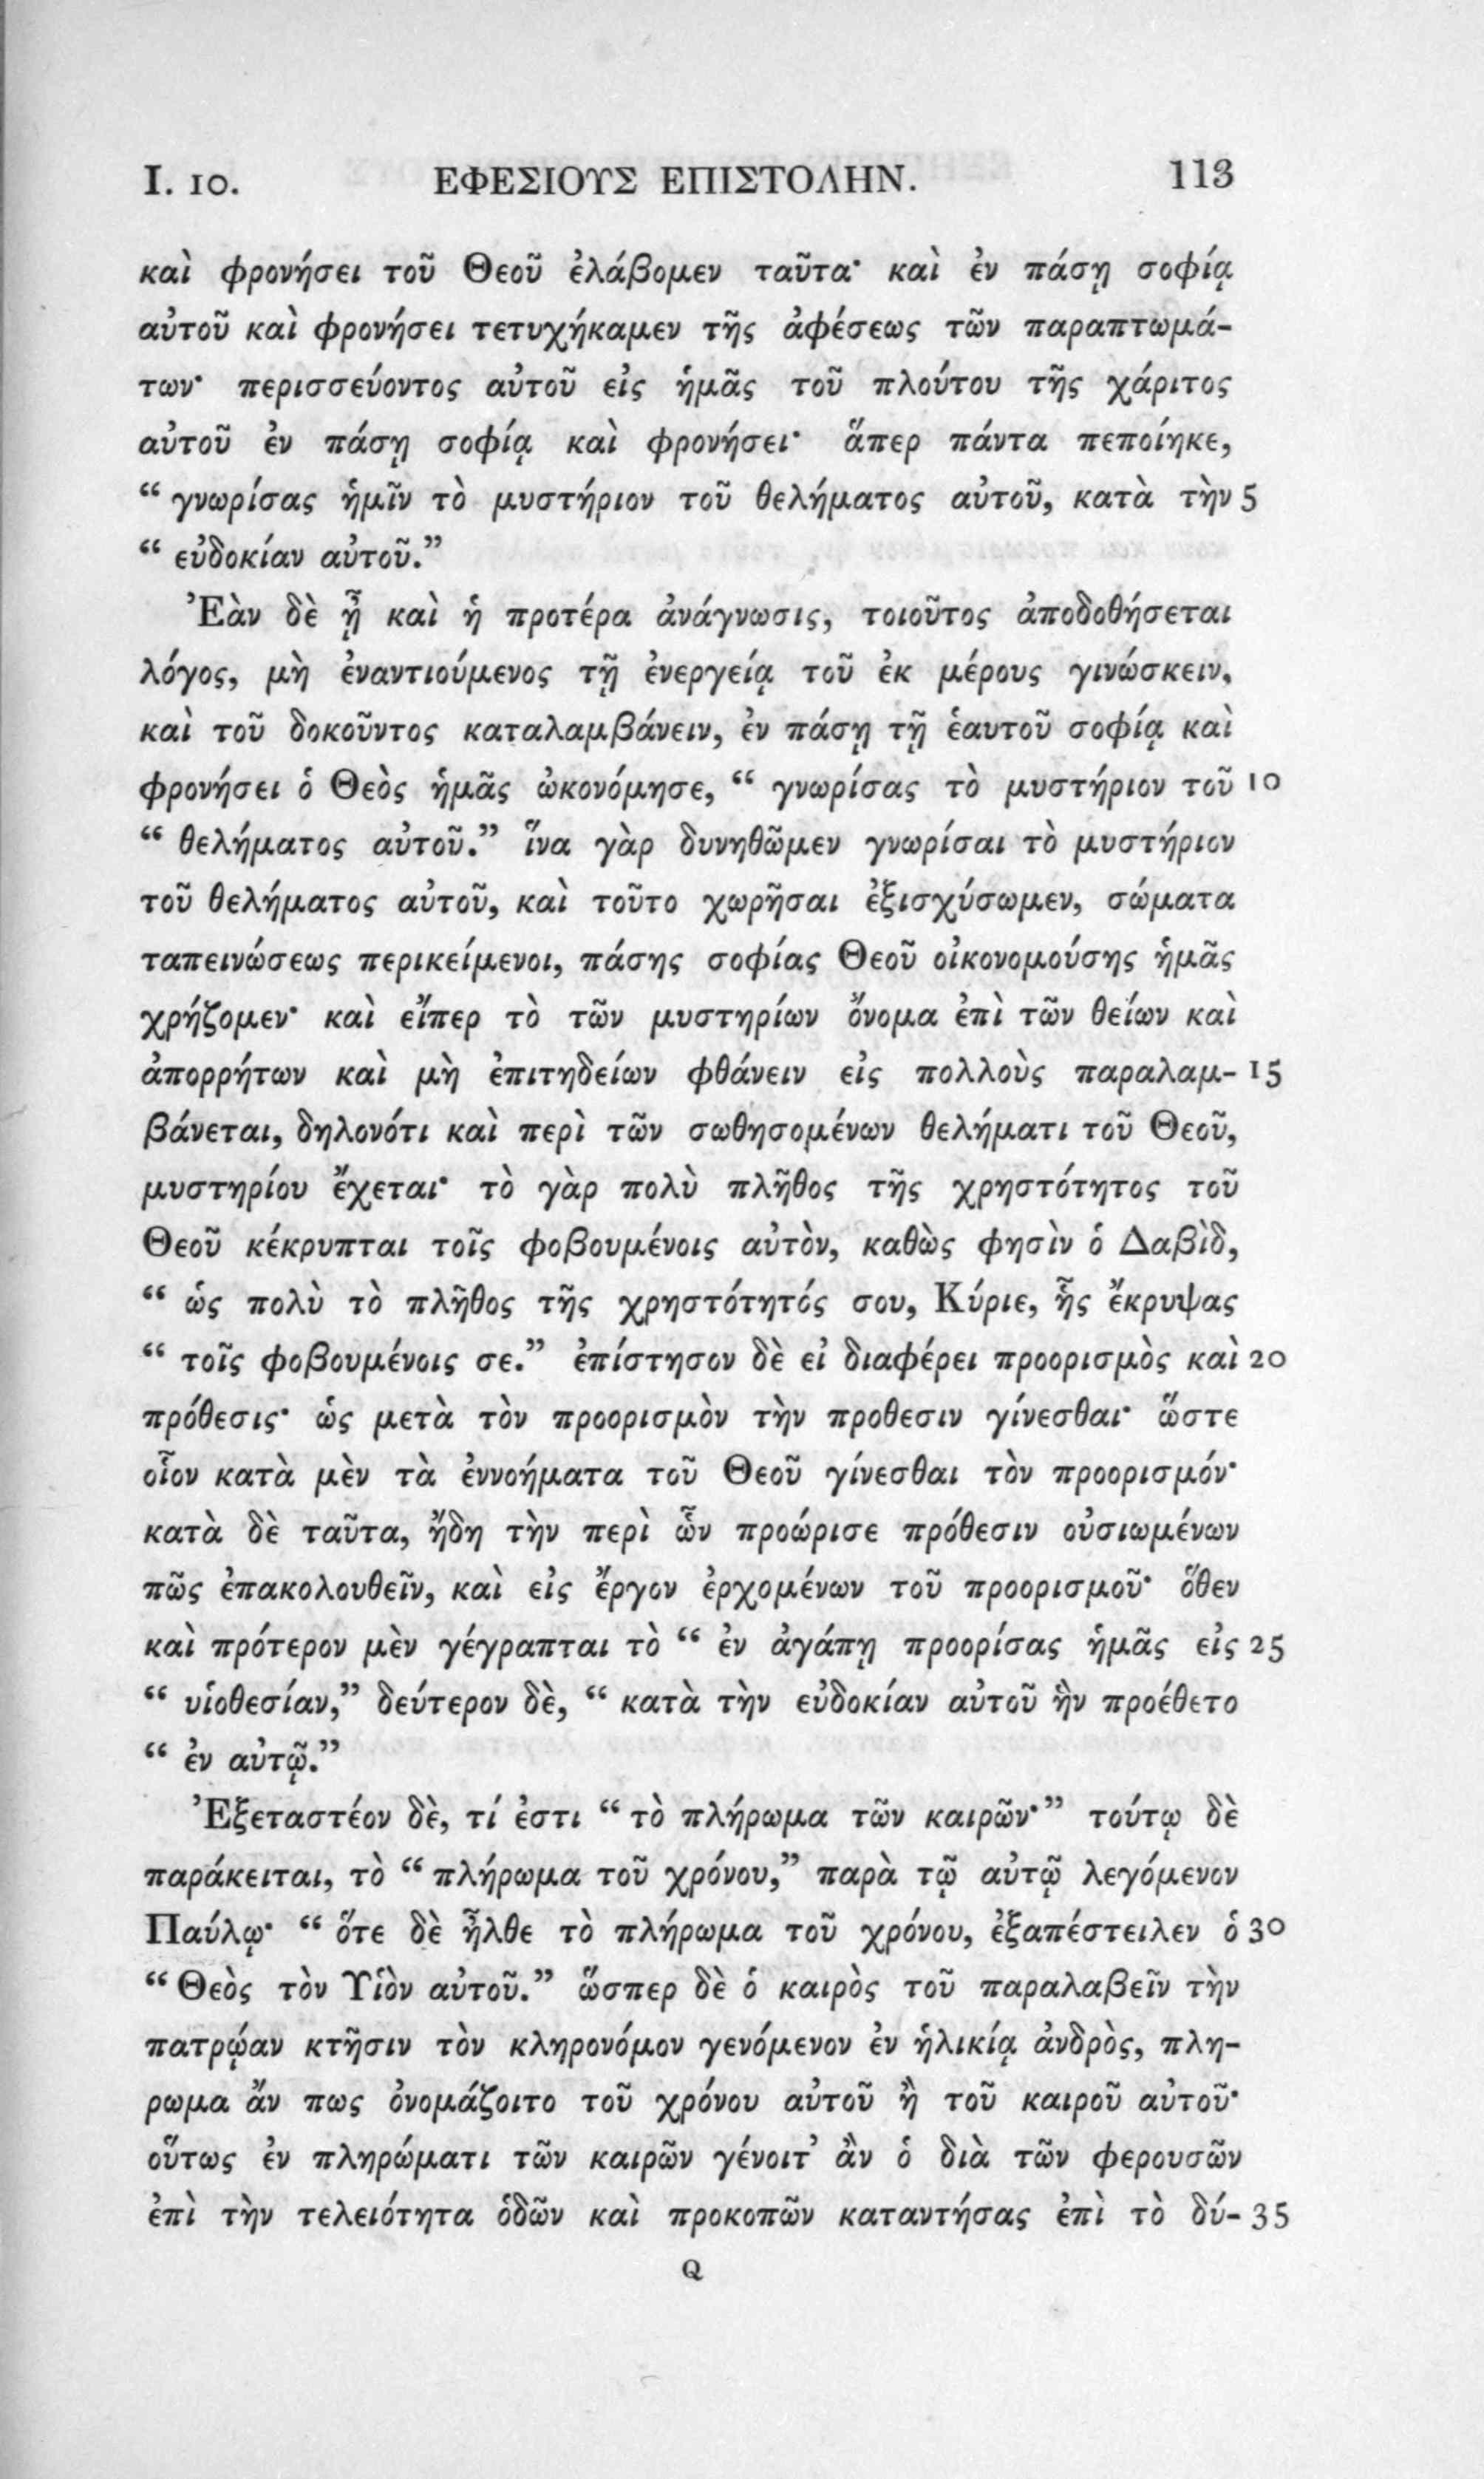 I. 10. ΕΦΕΣΙΟΥΣ ΕΠΙΣΤΟΛΗΝ. 113
καὶ φρονήσει τοῦ Θεοῦ ἐλάβομεν ταῦτα· καὶ ἐν πάσῃ σοφίᾳ
αὐτοῦ καὶ φρονήσει τετυχήκαμεν τῆς ἀφέσεως τῶν παραπτωμά-
των· περισσεύοντος αὐτοῦ εἰς ἡμᾶς τοῦ πλούτου τῆς χάριτος
αὐτοῦ ἐν πάσῃ σοφίᾳ καὶ φρονήσει· ἅπερ πάντα πεποίηκε,
“ γνωρίσας ἡμῖν τὸ μυστήριον τοῦ θελήματος αὐτοῦ, κατὰ τὴν 5
“ εὐδοκίαν αὐτοῦ.”
Ἐὰν δὲ ᾖ καὶ ἡ προτέρα ἀνάγνωσις, τοιοῦτος ἀποδοθήσεται
λόγος, μὴ ἐναντιούμενος τῇ ἐνεργείᾳ τοῦ ἐκ μέρους γινώσκειν,
καὶ τοῦ δοκοῦντος καταλαμβάνειν, ἐν πάσῃ τῇ ἑαυτοῦ σοφίᾳ καὶ
φρονήσει ὁ Θεὸς ἡμᾶς ὠκονόμησε, “ γνωρίσας τὸ μυστήριον τοῦ 10
“ θελήματος αὐτοῦ.” ἵνα γὰρ δυνηθῶμεν γνωρίσαι τὸ μυστήριον
τοῦ θελήματος αὐτοῦ, καὶ τοῦτο χωρῆσαι ἐξισχύσωμεν, σώματα
ταπεινώσεως περικείμενοι, πάσης σοφίας Θεοῦ οἰκονομούσης ἡμᾶς
χρήζομεν· καὶ εἴπερ τὸ τῶν μυστηρίων ὄνομα ἐπὶ τῶν θείων καὶ
ἀπορρήτων καὶ μὴ ἐπιτηδείων φθάνειν εἰς πολλοὺς παραλαμ- 15
βάνεται, δηλονότι καὶ περὶ τῶν σωθησομένων θελήματι τοῦ Θεοῦ,
μυστηρίου ἔχεται· τὸ γὰρ πολὺ πλῆθος τῆς χρηστότητος τοῦ
Θεοῦ κέκρυπται τοῖς φοβουμένοις αὐτὸν, καθὼς φησὶν ὁ Δαβὶδ,
“ ὡς πολὺ τὸ πλῆθος τῆς χρηστότητός σου, Κύριε, ἧς ἔκρυψας
“ τοῖς φοβουμένοις σε.” ἐπίστησον δὲ εἰ διαφέρει προορισμὸς καὶ 20
πρόθεσις· ὡς μετὰ τὸν προορισμὸν τὴν προθεσιν γίνεσθαι· ὥστε
οἷον κατὰ μὲν τὰ ἐννοήματα τοῦ Θεοῦ γίνεσθαι τὸν προορισμόν·
κατὰ δὲ ταῦτα, ἤδη τὴν περὶ ὧν προώρισε πρόθεσιν οὐσιωμένων
πῶς ἐπακολουθεῖν, καὶ εἰς ἔργον ἐρχομένων τοῦ προορισμοῦ· ὅθεν
καὶ πρότερον μὲν γέγραπται τὸ “ ἐν ἀγάπῃ προορίσας ἡμᾶς εἰς 25
“ υἱοθεσίαν,” δεύτερον δὲ, “ κατὰ τὴν εὐδοκίαν αὐτοῦ ἣν προέθετο
“ ἐν αὐτῷ.”
Ἐξεταστέον δὲ, τί ἐστι “ τὸ πλήρωμα τῶν καιρῶν·” τούτῳ δὲ
παράκειται, τὸ “ πλήρωμα τοῦ χρόνου,” παρὰ τῷ αὐτῷ λεγόμενον
Παύλῳ· “ ὅτε δὲ ἦλθε τὸ πλήρωμα τοῦ χρόνου, ἐξαπέστειλεν ὁ 30
“ Θεὸς τὸν Υἱὸν αὐτοῦ.” ὥσπερ δὲ ὁ καιρὸς τοῦ παραλαβεῖν τὴν
πατρῴαν κτῆσιν τὸν κληρονόμον γενόμενον ἐν ἡλικίᾳ ἀνδρὸς, πλη-
ρωμα ἄν πως ὀνομάζοιτο τοῦ χρόνου αὐτοῦ ἢ τοῦ καιροῦ αὐτοῦ·
οὕτως ἐν πληρώματι τῶν καιρῶν γένοιτ’ ἂν ὁ διὰ τῶν φερουσῶν
ἐπὶ τὴν τελειότητα ὁδῶν καὶ προκοπῶν καταντήσας ἐπὶ τὸ δύ- 35
Q